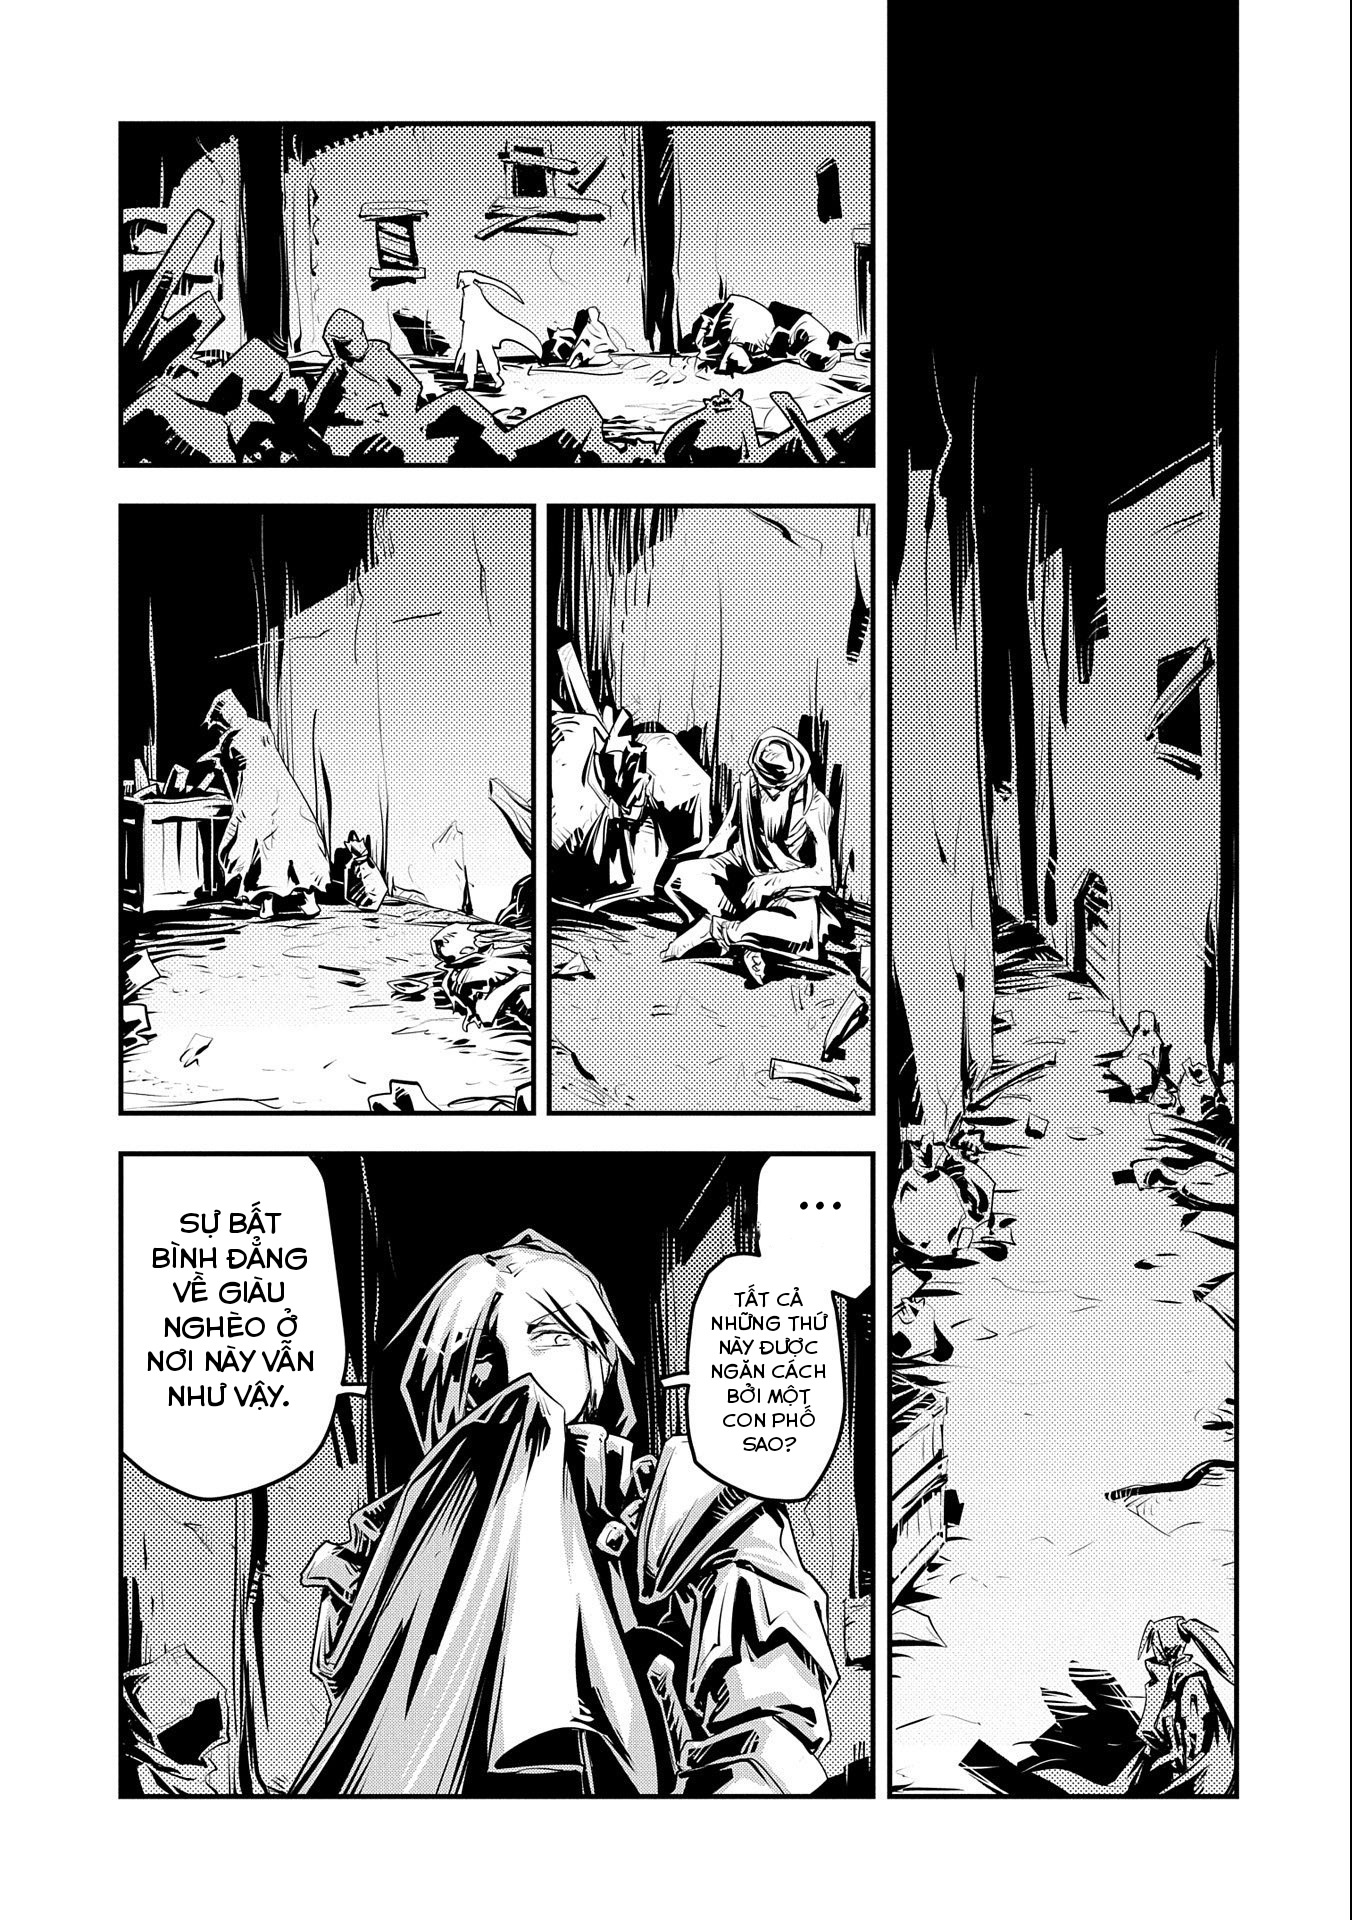 ...
TẤT CẢ
NHỮNG THỨ
NÀY ĐƯỢC
NGĂN CÁCH
BỞI MỘT
CON PHỐ
SAO?
SỰ BẤT
BÌNH ĐẲNG
VỀ GIÀU
NGHÈO Ở
NƠI NÀY VẪN
NHƯ VẬY.